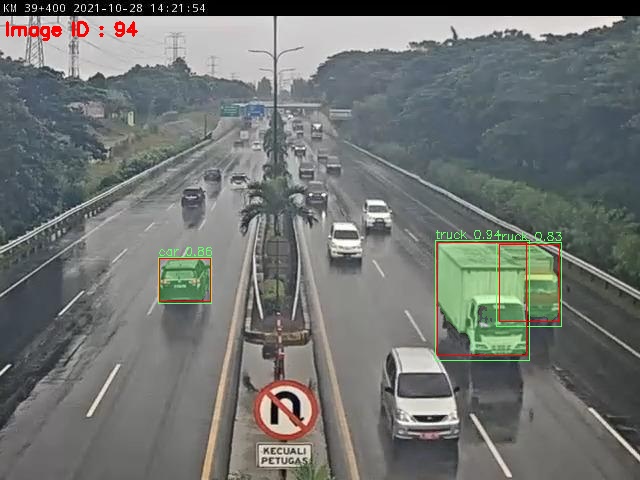 KM 39+400 2021-10-28 14:21:54
Image ID : 94
truck 0.94
truck 0.83
car 0.86
KECUALI
PETUGAS